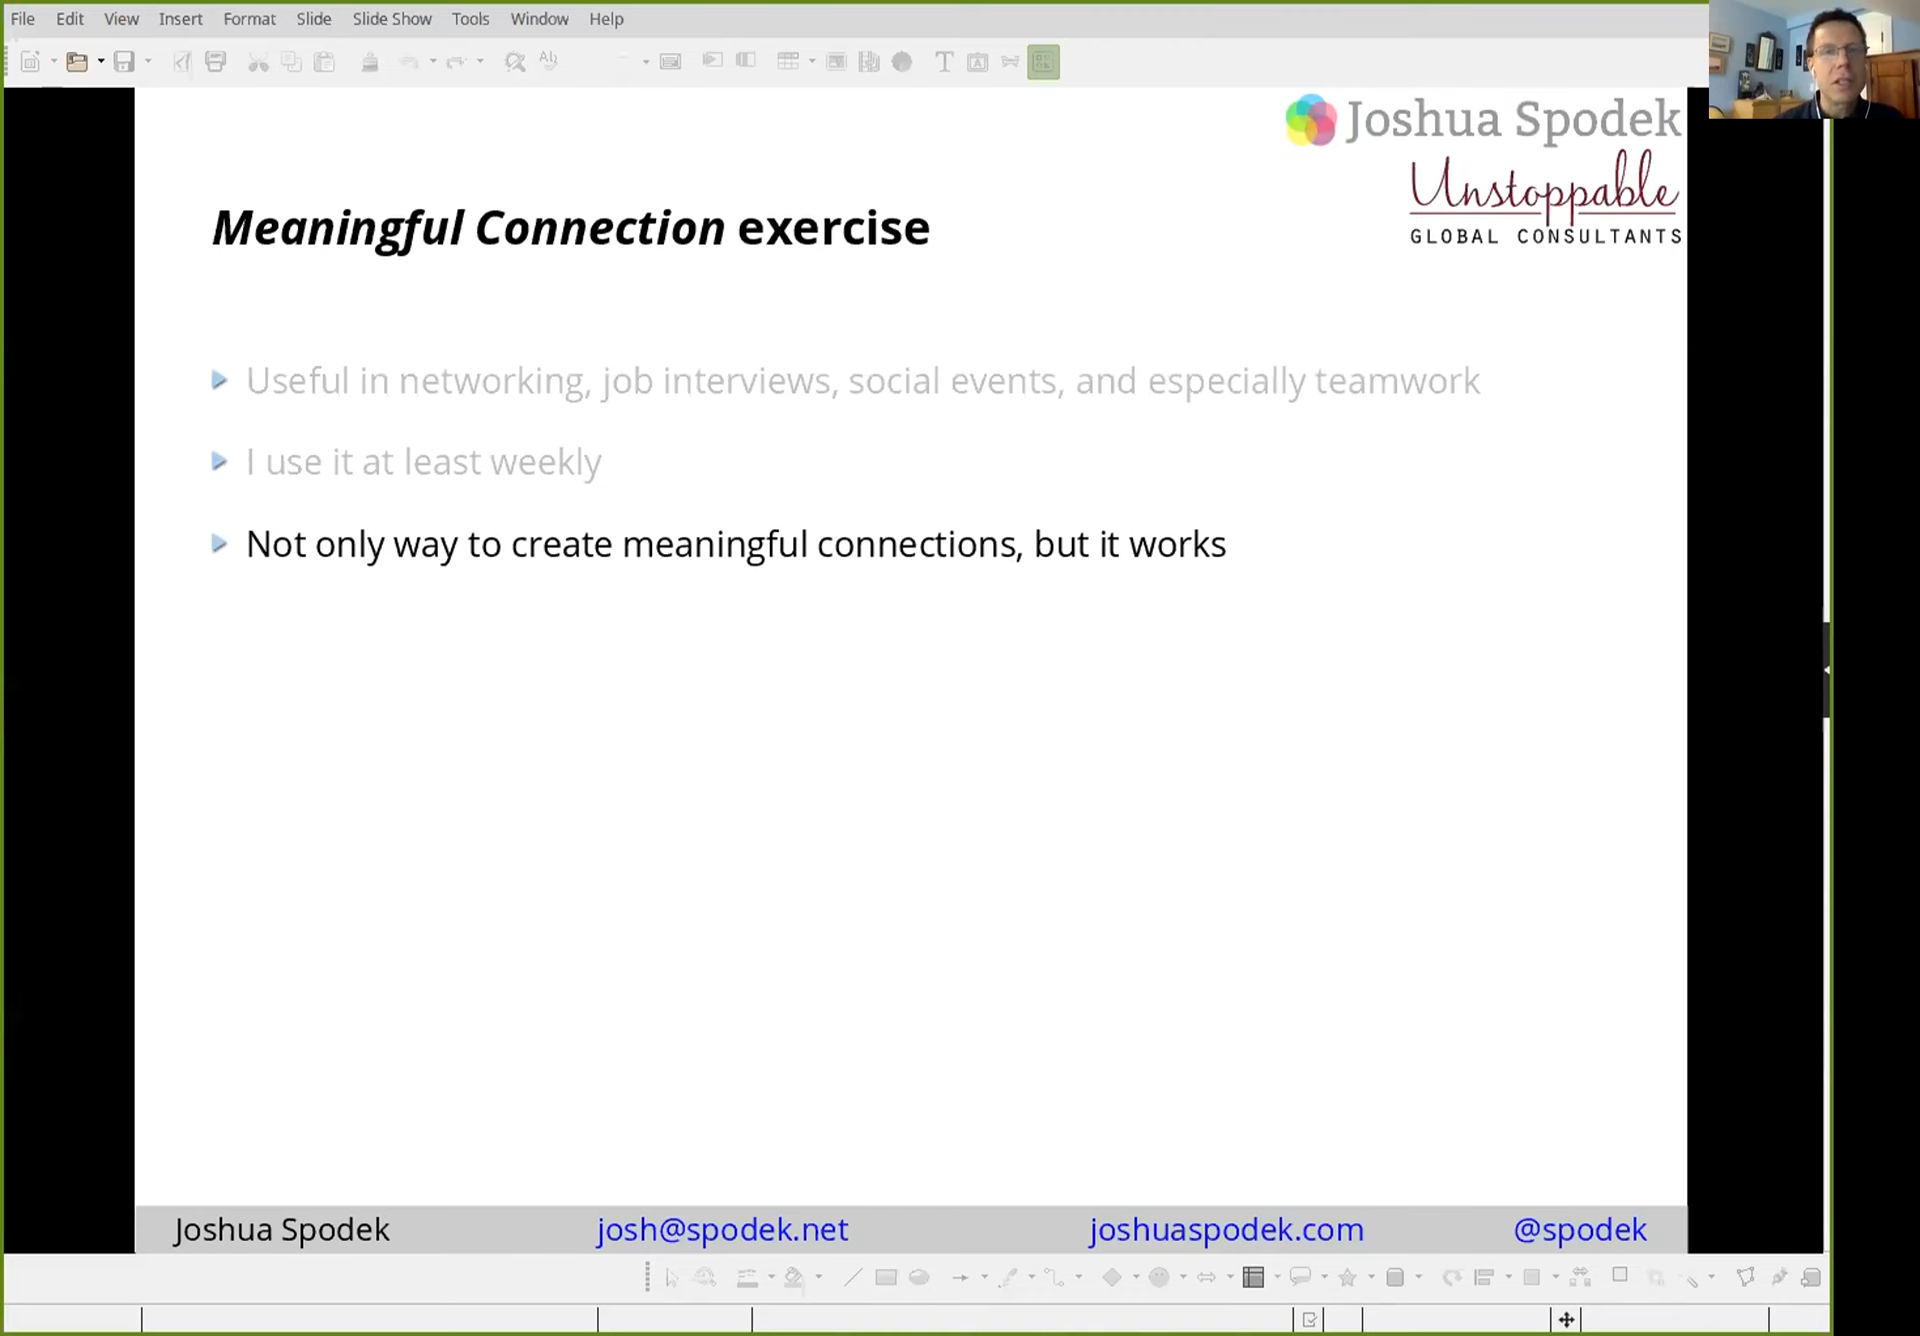 File Edit View Insert Format Slide Slide Show Tools Window Help
Joshua Spodek
Unstoppable
GLOBAL CONSULTANTS
Meaningful Connection exercise
Useful in networking, job interviews, social events, and especially teamwork
I use it at least weekly
Not only way to create meaningful connections, but it works
Joshua Spodek josh@spodek.net joshuaspodek.com @spodek